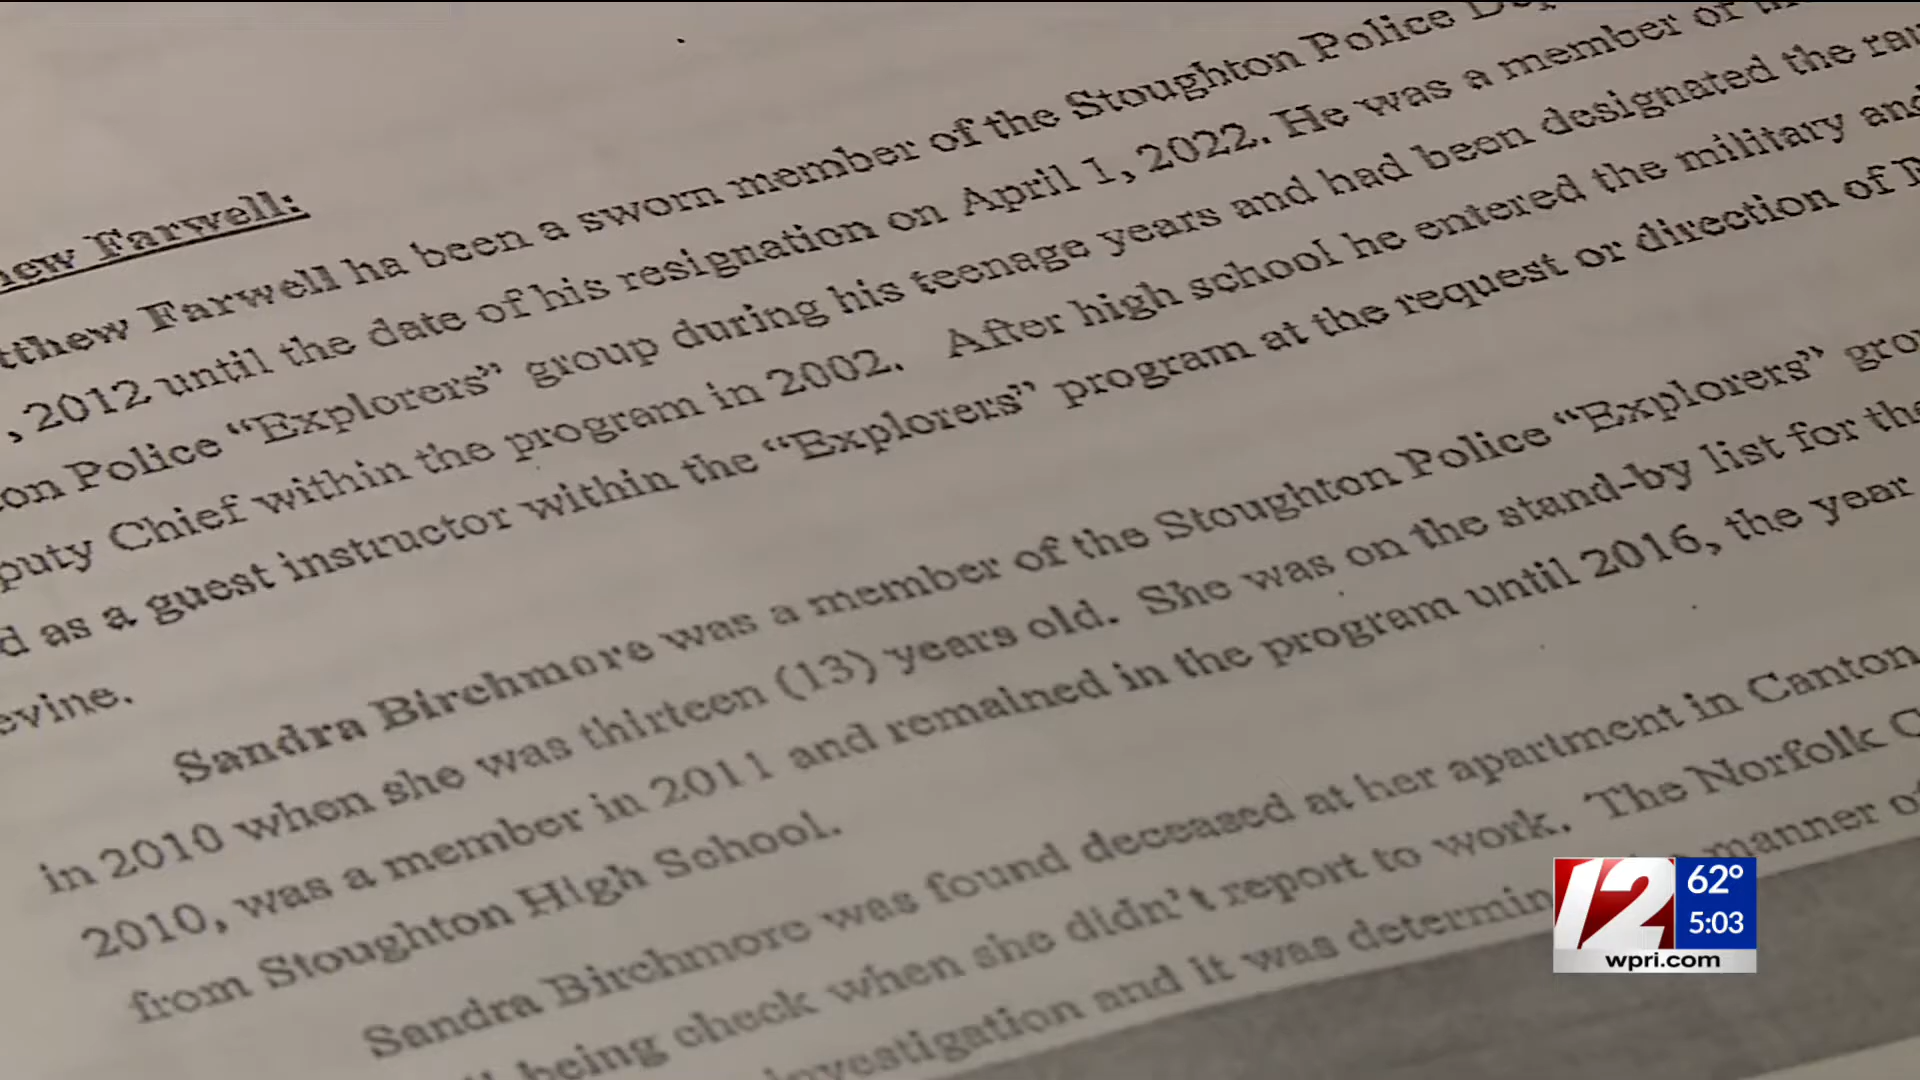 Farwell:
Matthew Farwell ha been a sworn member of the Stoughton Police
, 2012 until the date of his resignation on April 1, 2022. He was a member of
on Police “Explorers” group during his teenage years and had been designated the
puty Chief within the program in 2002. After high school he entered the military and
d as a guest instructor within the “Explorers” program at the request or direction of
evine.
Sandra Birchmore was a member of the Stoughton Police “Explorers”
in 2010 when she was thirteen (13) years old. She was on the stand-by list for the
2010, was a member in 2011 and remained in the program until 2016, the year
from Stoughton High School.
Sandra Birchmore was found deceased at her apartment in Canton
being check when she didn’t report to work. The Norfolk
investigation and it was manner of
12
62°
5:03
wpri.com